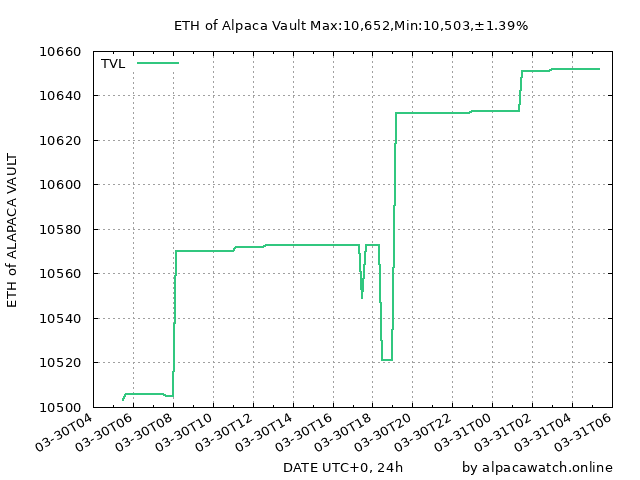 ETH of Alpaca Vault Max:10,652,Min:10,503,±1.39%
TVL
ETH of ALAPACA VAULT
10660
10640
10620
10600
10580
10560
10540
10520
10500
03-30T04
03-30T06
03-30T08
03-30T10
03-30T12
03-30T14
03-30T16
03-30T18
03-30T20
03-30T22
03-31T00
03-31T02
03-31T04
03-31T06
DATE UTC+0, 24h
by alpacawatch.online